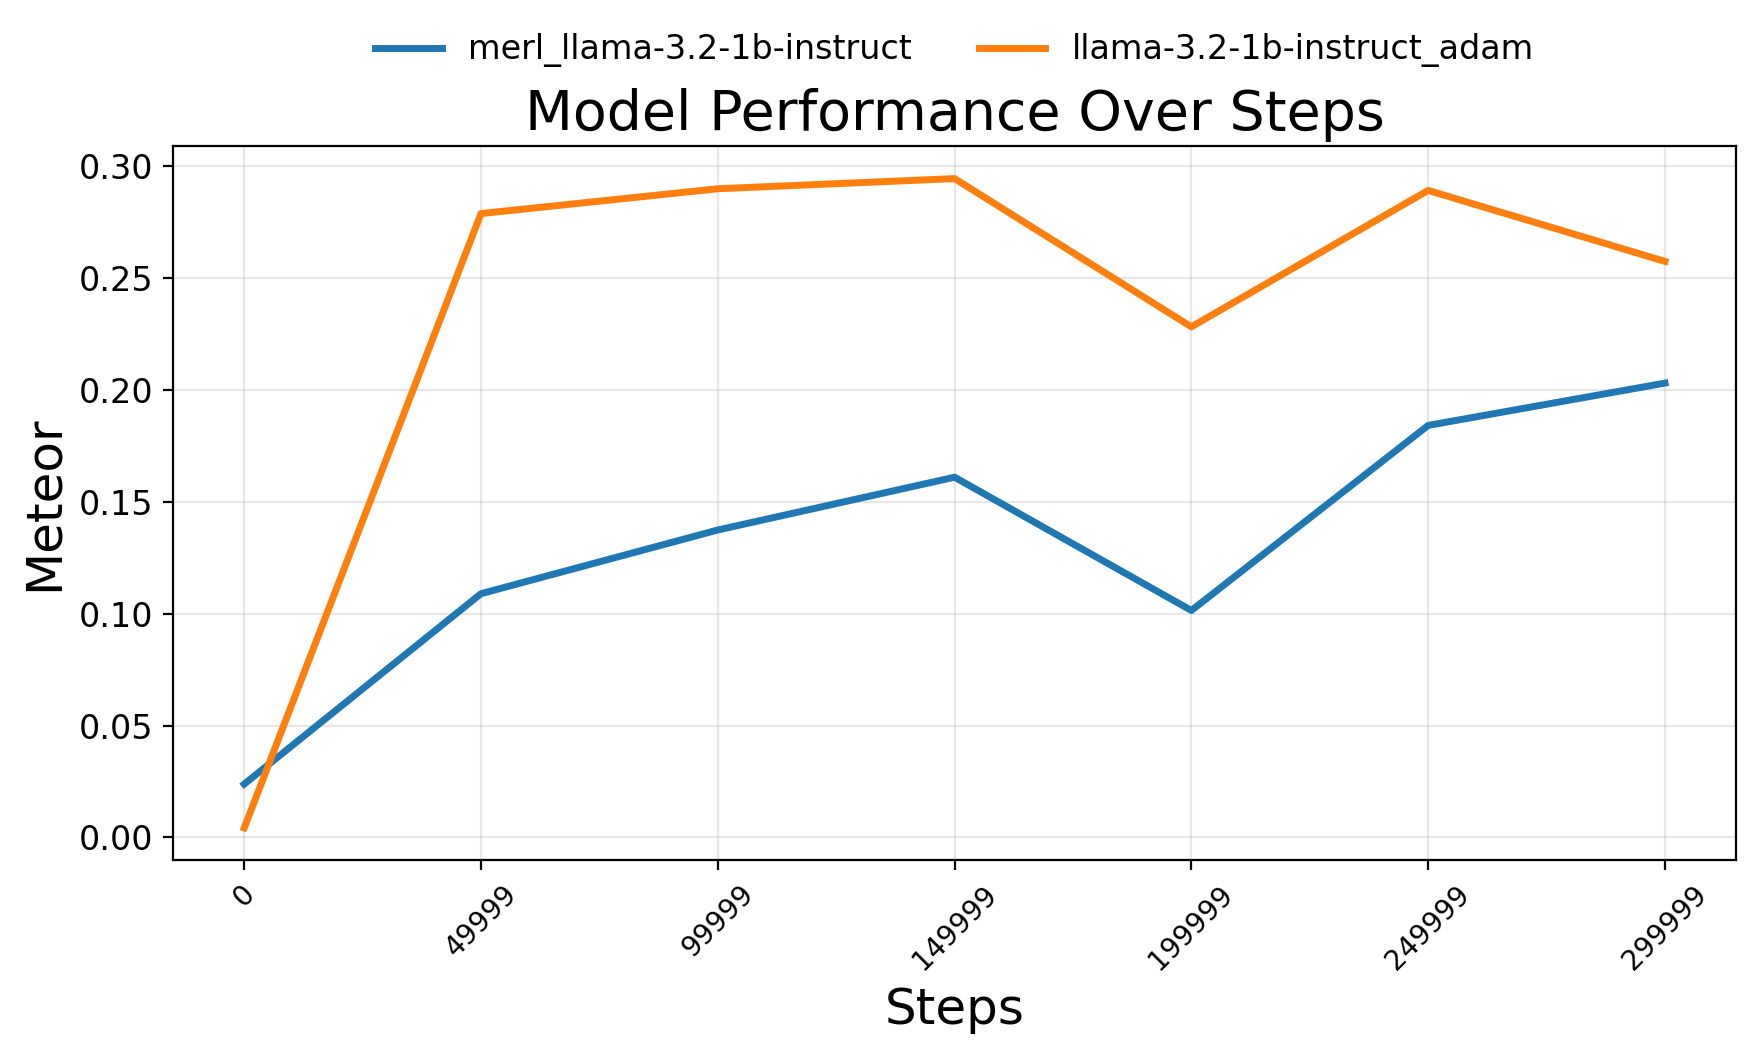 merl_llama-3.2-1b-instruct llama-3.2-1b-instruct_adam
Model Performance Over Steps
Meteor
0.30
0.25
0.20
0.15
0.10
0.05
0.00
0 49999 99999 149999 199999 249999 299999
Steps